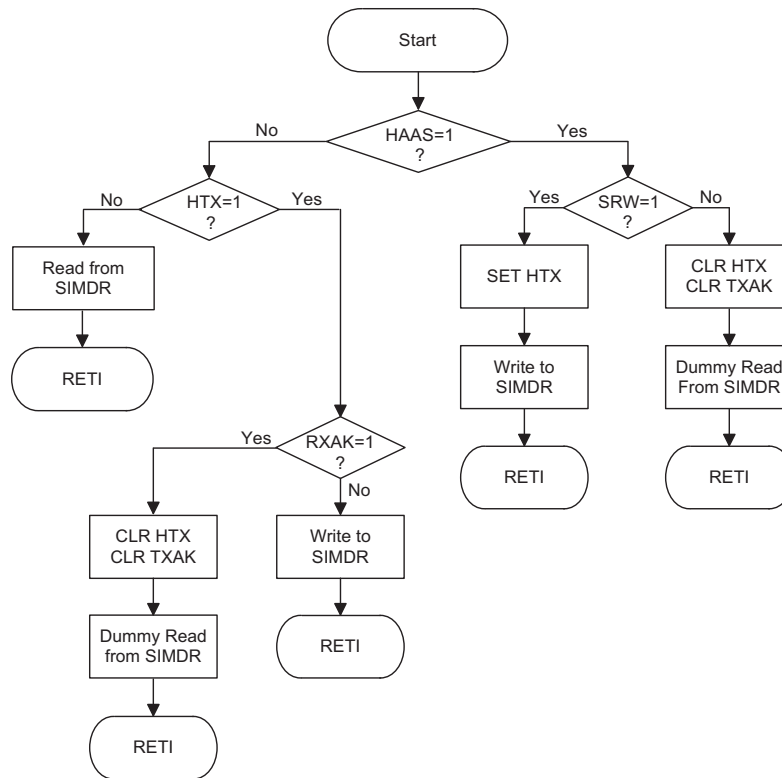 Start
HAAS=1
?
No
Yes
HTX=1
?
No
Yes
SRW=1
?
Yes
No
Read from
SIMDR
SET HTX
CLR HTX
CLR TXAK
RETI
Write to
SIMDR
Dummy Read
From SIMDR
RXAK=1
?
Yes
No
RETI
RETI
CLR HTX
CLR TXAK
Write to
SIMDR
Dummy Read
from SIMDR
RETI
RETI